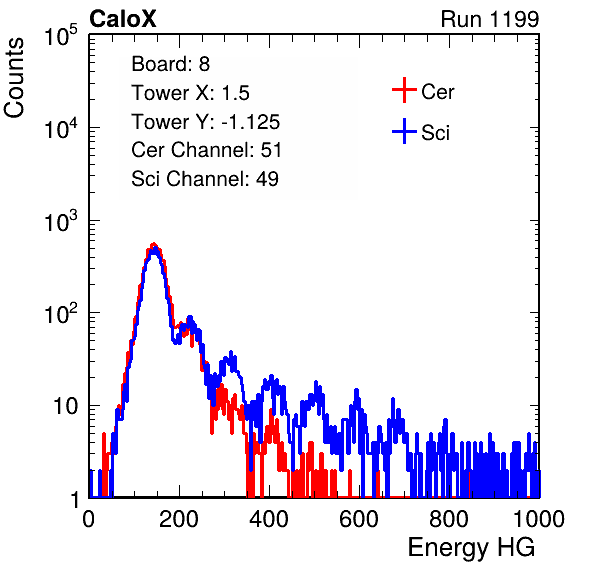 CaloX Run 1199
Board: 8
Tower X: 1.5
Tower Y: -1.125
Cer Channel: 51
Sci Channel: 49
Cer
Sci
Counts
10^5
10^4
10^3
10^2
10
1
0 200 400 600 800 1000
Energy HG